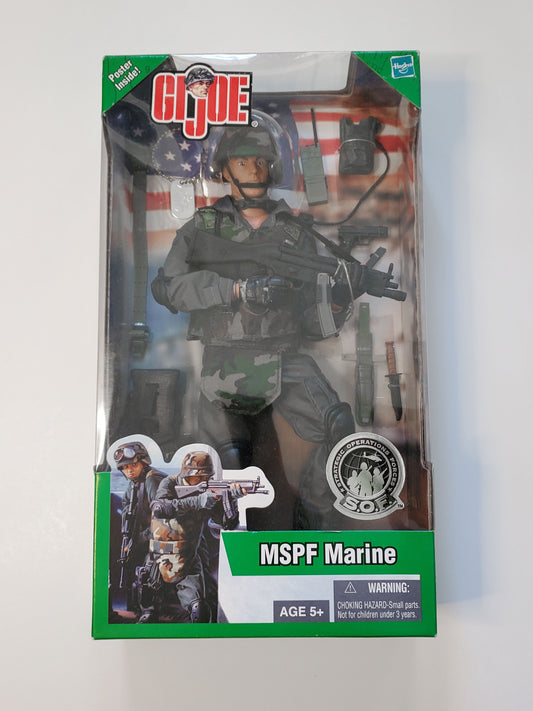 Poster
Inside!
GI JOE
®
Hasbro
STRATEGIC OPERATIONS FORCES
S.O.F.
TM
MSPF Marine
AGE 5+
WARNING:
CHOKING HAZARD-Small parts.
Not for children under 3 years.